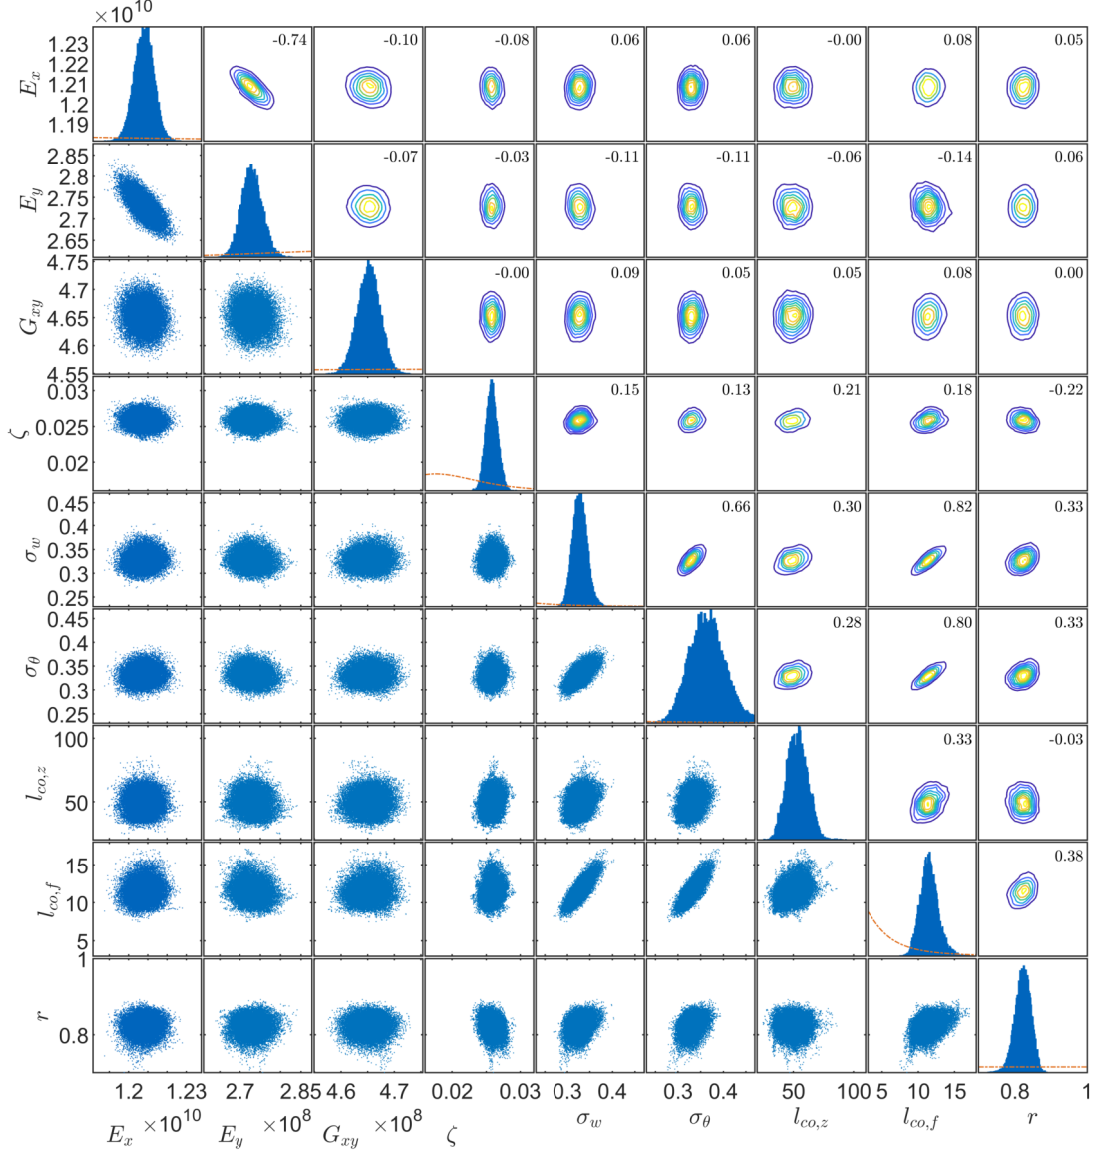 ×10^10
E_x 1.23 1.22 1.21 1.2 1.19 -0.74 -0.10 -0.08 0.06 0.06 -0.00 0.08 0.05
E_y 2.85 2.8 2.75 2.7 2.65 -0.07 -0.03 -0.11 -0.11 -0.06 -0.14 0.06
G_xy 4.75 4.7 4.65 4.6 4.55 -0.00 0.09 0.05 0.05 0.08 0.00
ζ 0.03 0.025 0.02 0.15 0.13 0.21 0.18 -0.22
σ_w 0.45 0.4 0.35 0.3 0.25 0.66 0.30 0.82 0.33
σ_θ 0.45 0.4 0.35 0.3 0.25 0.28 0.80 0.33
l_co,z 100 50 0.33 -0.03
l_co,f 15 10 5 0.38
r 1 0.8
1.2 1.23 2.7 2.85 4.6 4.7 0.02 0.03 0.3 0.4 0.3 0.4 50 100 5 10 15 0.8 1
×10^10 ×10^8 ×10^8
E_x E_y G_xy ζ σ_w σ_θ l_co,z l_co,f r